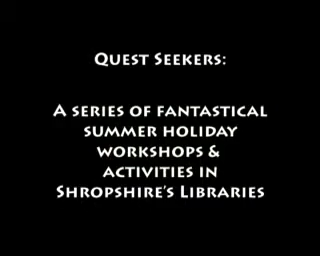 Quest Seekers:
A series of fantastical
summer holiday
workshops &
activities in
Shropshire's Libraries